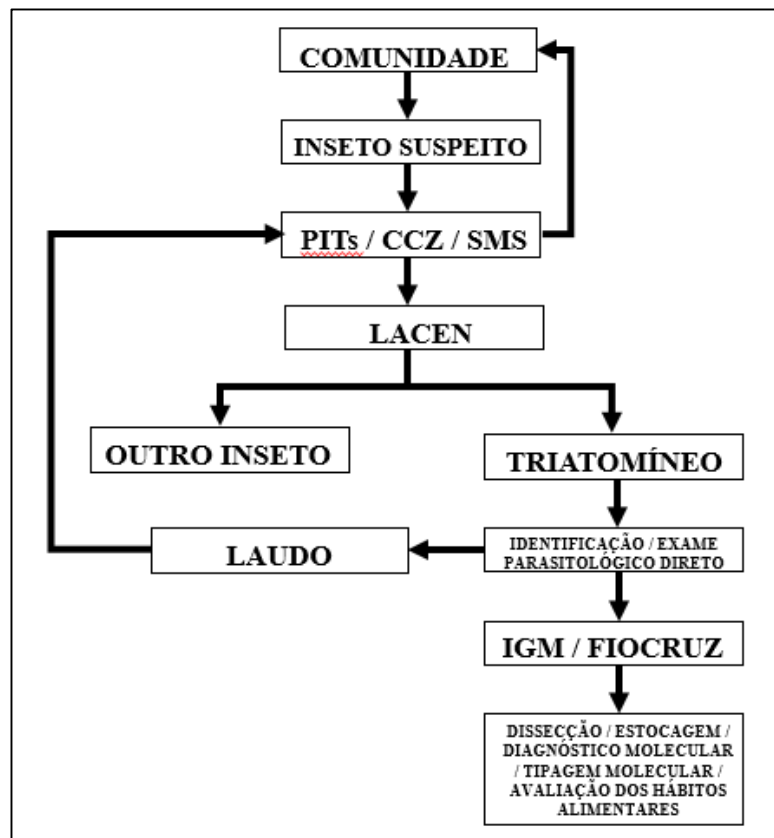 COMUNIDADE
INSETO SUSPEITO
PITs / CCZ / SMS
LACEN
OUTRO INSETO
TRIATOMÍNEO
LAUDO
IDENTIFICAÇÃO / EXAME
PARASITOLÓGICO DIRETO
IGM / FIOCRUZ
DISSECÇÃO / ESTOCAGEM /
DIAGNÓSTICO MOLECULAR
/ TIPAGEM MOLECULAR /
AVALIAÇÃO DOS HÁBITOS
ALIMENTARES